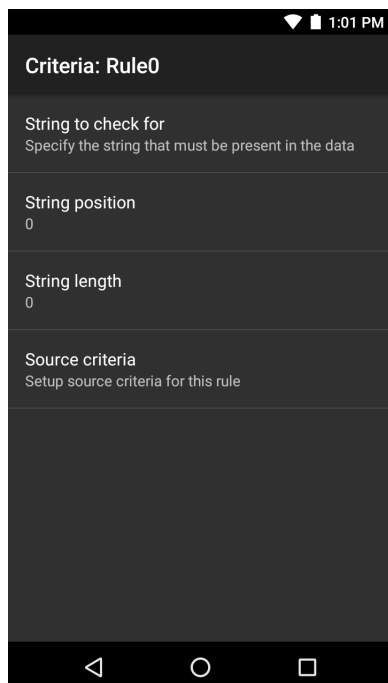 1:01 PM
Criteria: Rule0
String to check for
Specify the string that must be present in the data
String position
0
String length
0
Source criteria
Setup source criteria for this rule